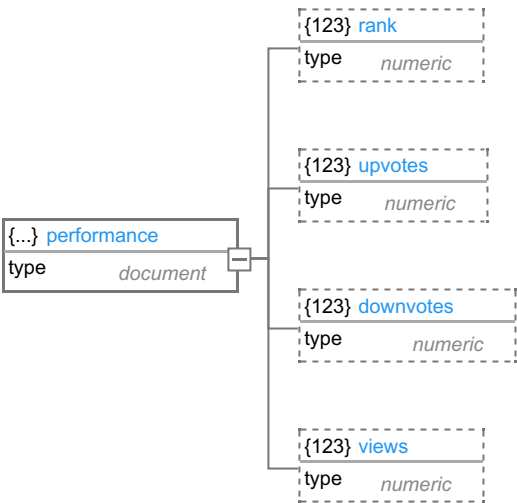 {123} rank
type numeric
{123} upvotes
type numeric
{...} performance
type document
{123} downvotes
type numeric
{123} views
type numeric